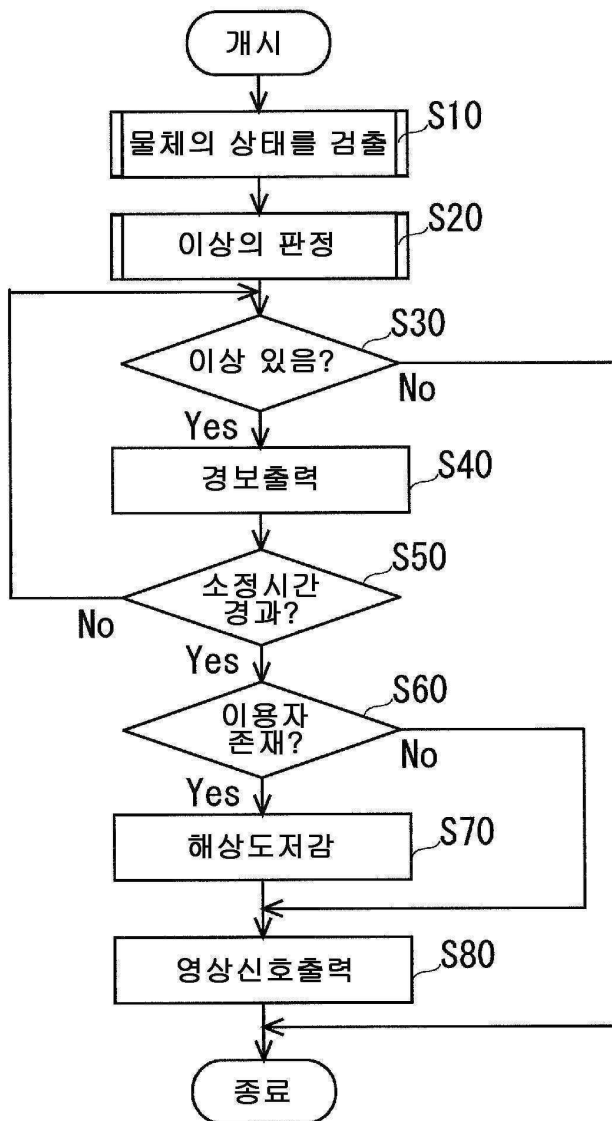 개시
물체의 상태를 검출
S10
이상의 판정
S20
이상 있음?
S30
No
Yes
경보출력
S40
소정시간
경과?
S50
No
Yes
이용자
존재?
S60
No
Yes
해상도저감
S70
영상신호출력
S80
종료